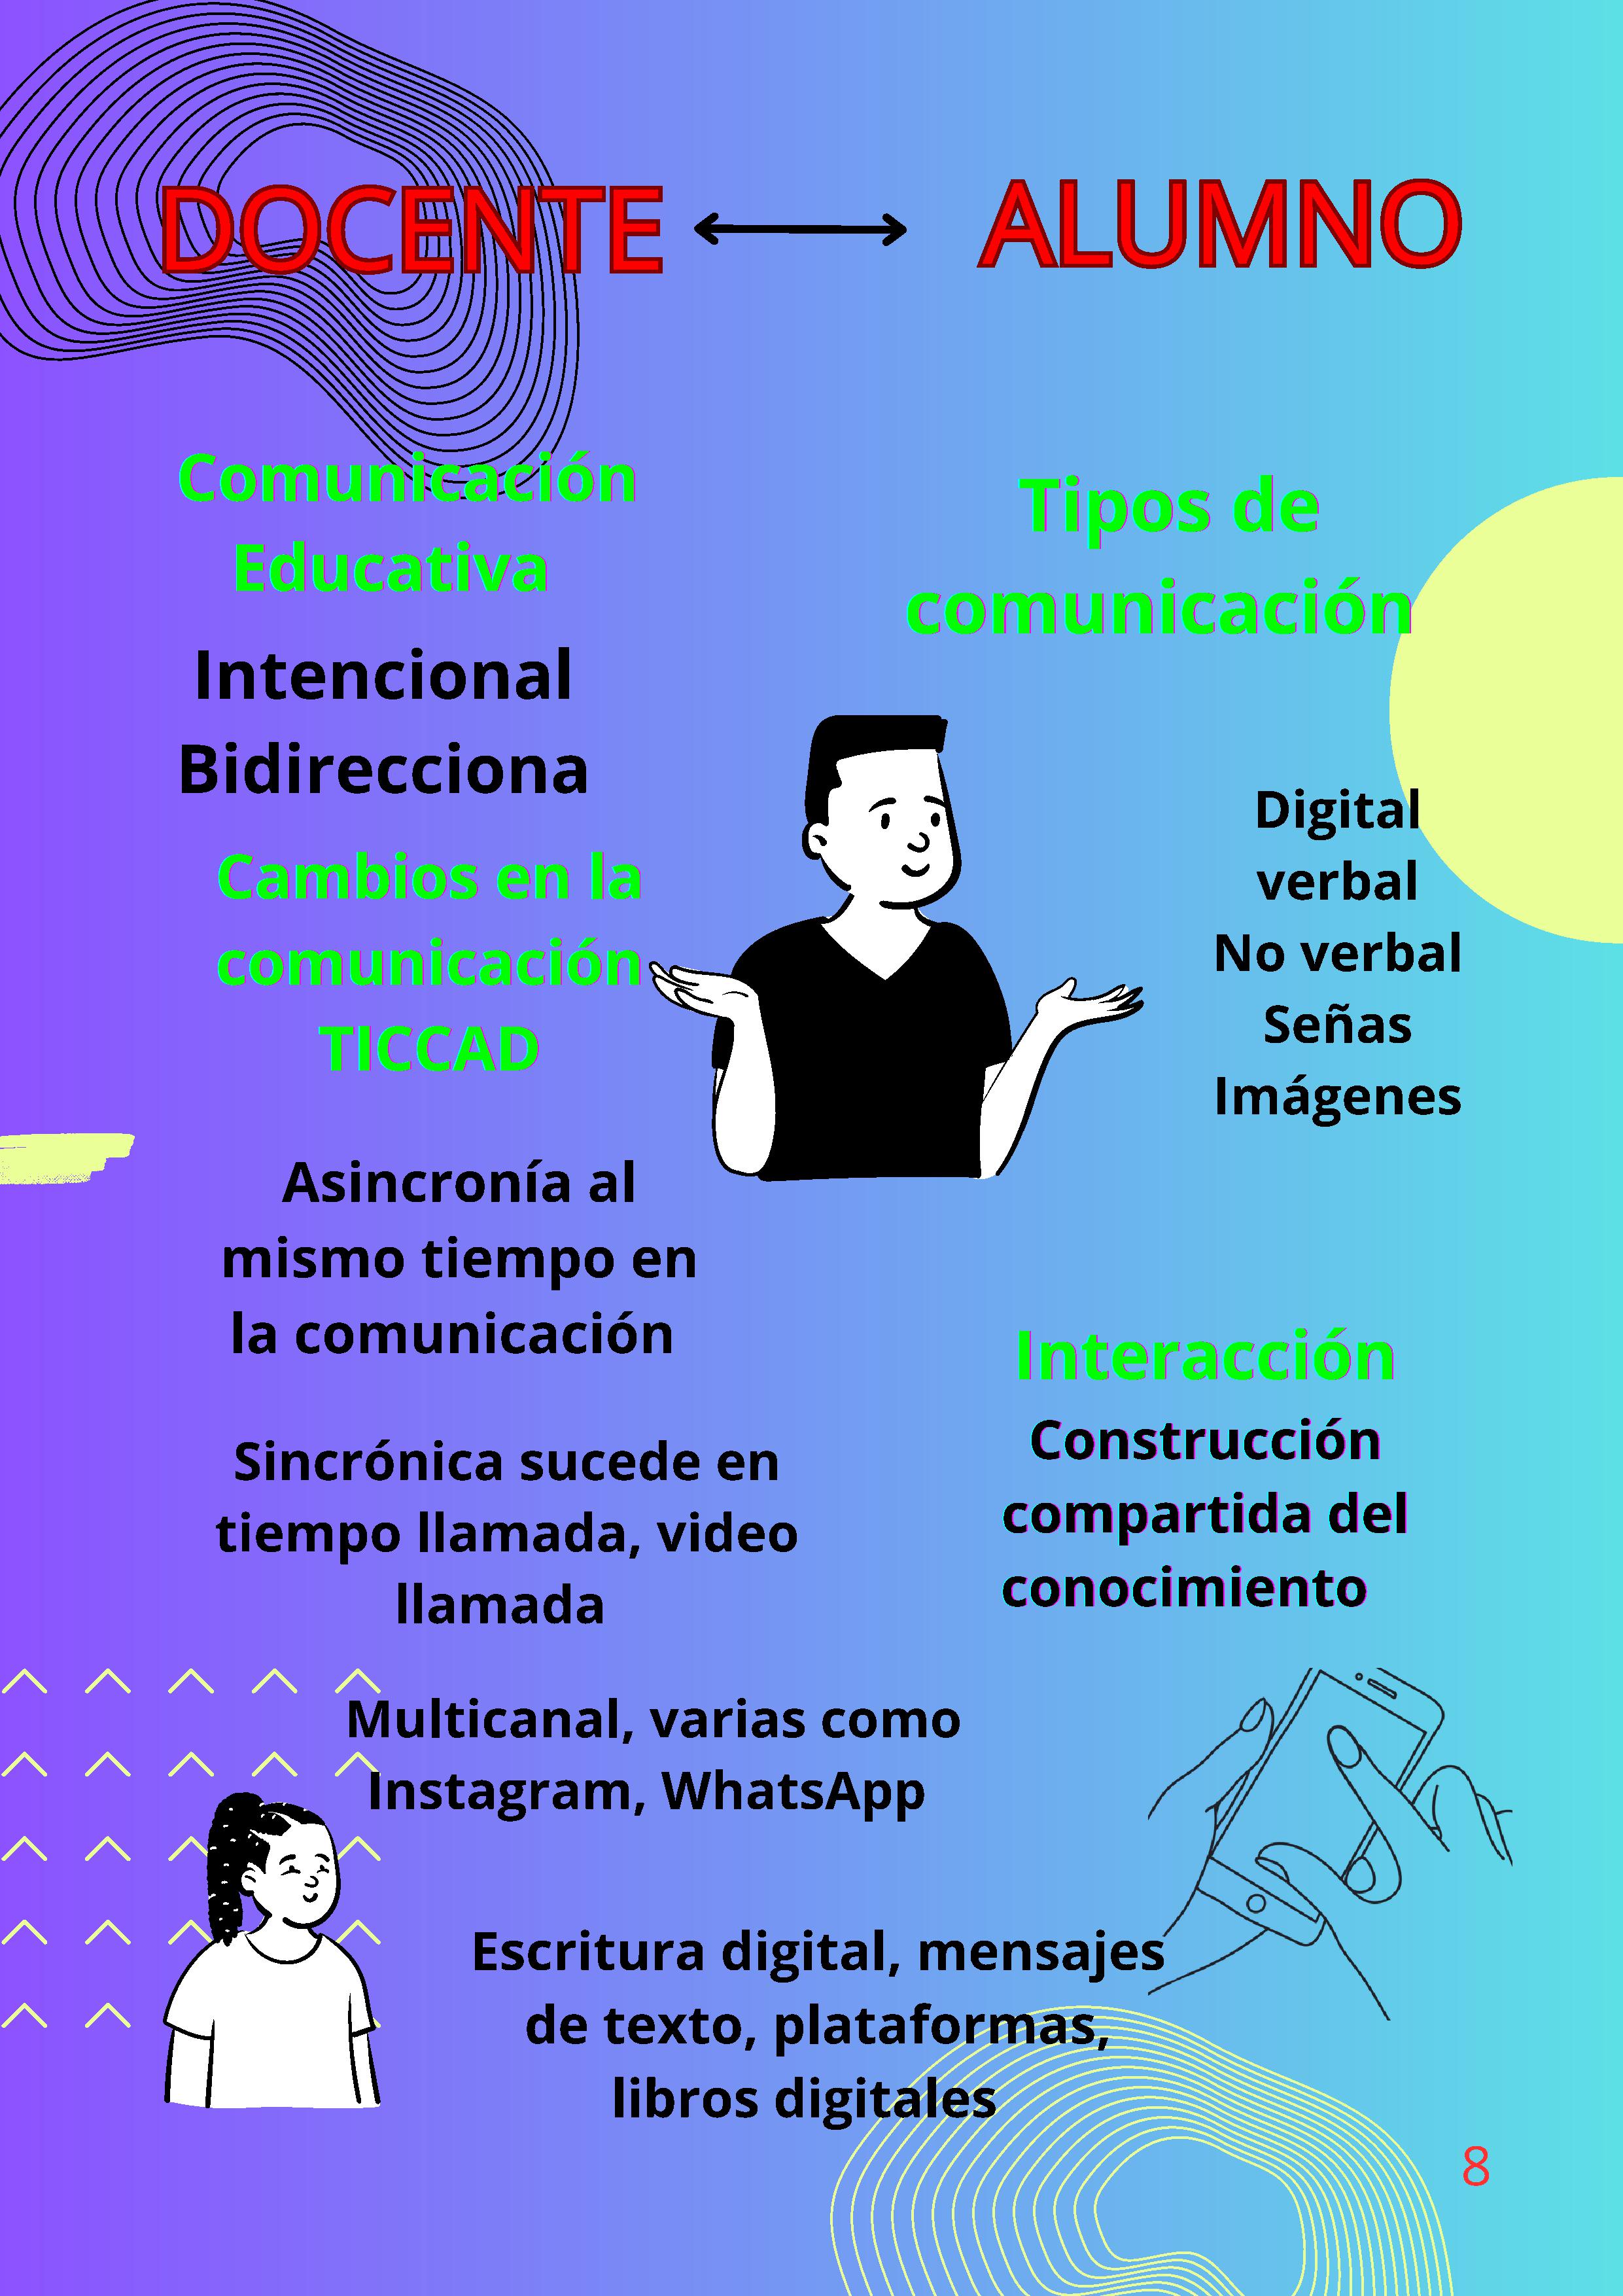 DOCENTE
ALUMNO
Comunicación
Educativa
Intencional
Bidirecciona
Cambios en la
comunicación
TICCAD
Asincronía al
mismo tiempo en
la comunicación
Sincrónica sucede en
tiempo llamada, video
llamada
Multicanal, varias como
Instagram, WhatsApp
Escritura digital, mensajes
de texto, plataformas,
libros digitales
Tipos de
comunicación
Digital
verbal
No verbal
Señas
Imágenes
Interacción
Construcción
compartida del
conocimiento
8